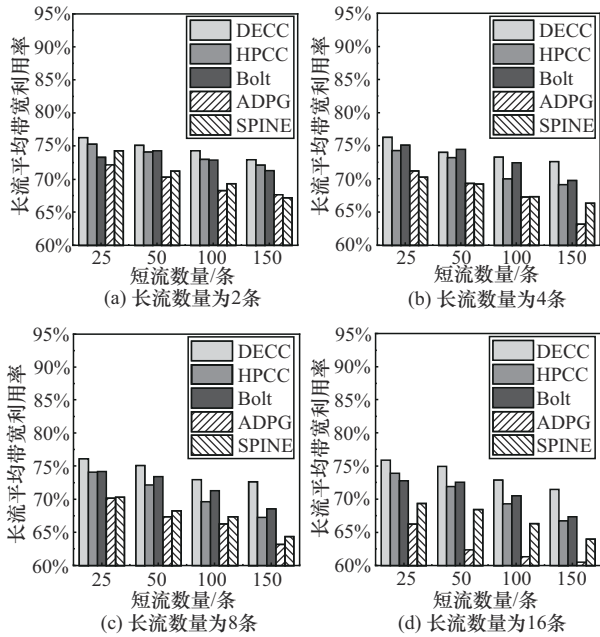 95%
90%
85%
80%
75%
70%
65%
60%
长流平均带宽利用率
DECC
HPCC
Bolt
ADPG
SPINE
25 50 100 150
短流数量/条
(a) 长流数量为2条
95%
90%
85%
80%
75%
70%
65%
60%
长流平均带宽利用率
DECC
HPCC
Bolt
ADPG
SPINE
25 50 100 150
短流数量/条
(b) 长流数量为4条
95%
90%
85%
80%
75%
70%
65%
60%
长流平均带宽利用率
DECC
HPCC
Bolt
ADPG
SPINE
25 50 100 150
短流数量/条
(c) 长流数量为8条
95%
90%
85%
80%
75%
70%
65%
60%
长流平均带宽利用率
DECC
HPCC
Bolt
ADPG
SPINE
25 50 100 150
短流数量/条
(d) 长流数量为16条